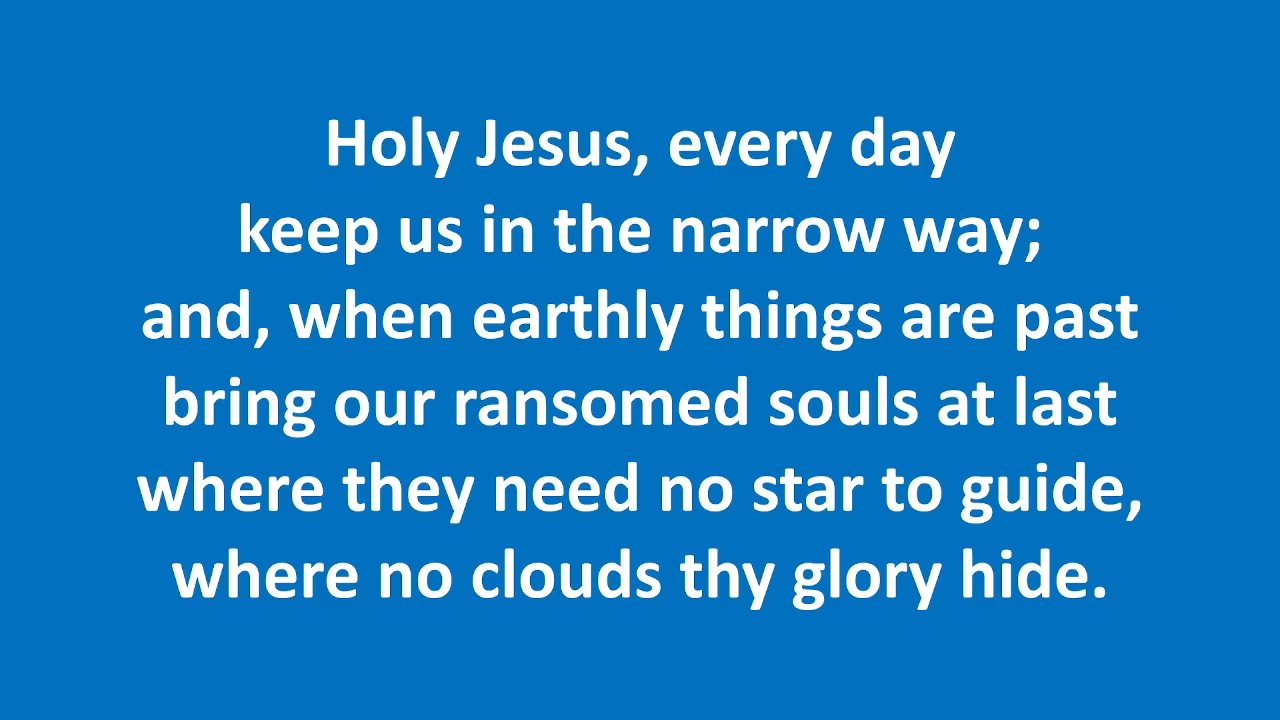 Holy Jesus, every day
keep us in the narrow way;
and, when earthly things are past
bring our ransomed souls at last
where they need no star to guide,
where no clouds thy glory hide.